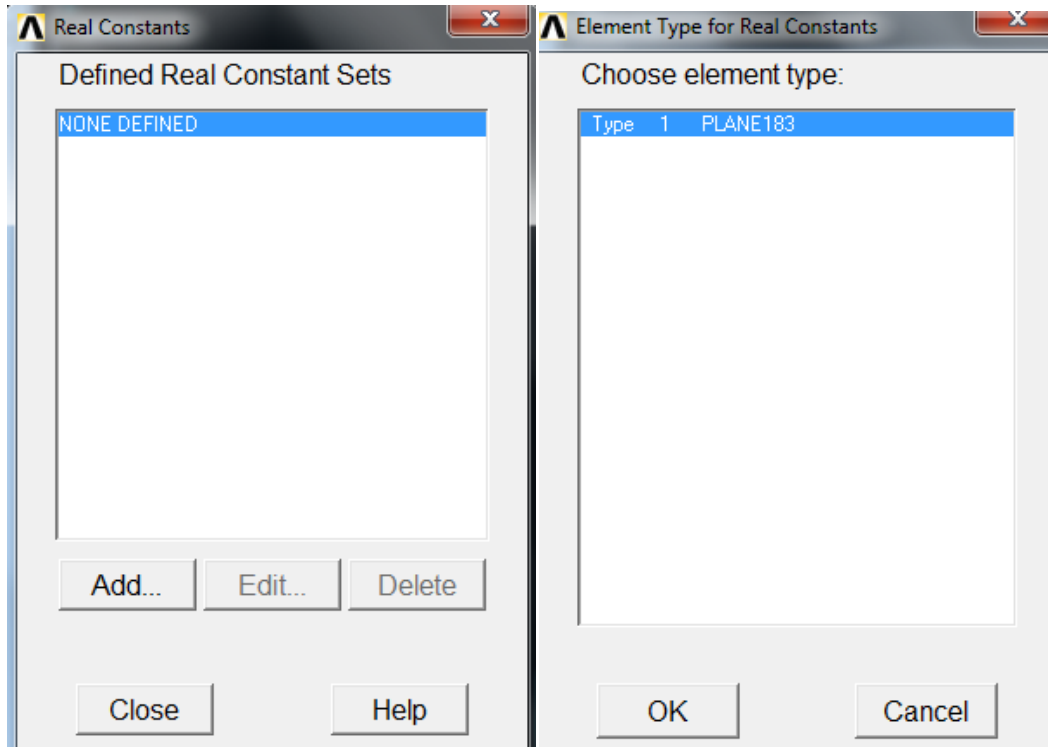 Real Constants
Defined Real Constant Sets
NONE DEFINED
Add...
Edit...
Delete
Close
Help
Element Type for Real Constants
Choose element type:
Type 1 PLANE183
OK
Cancel